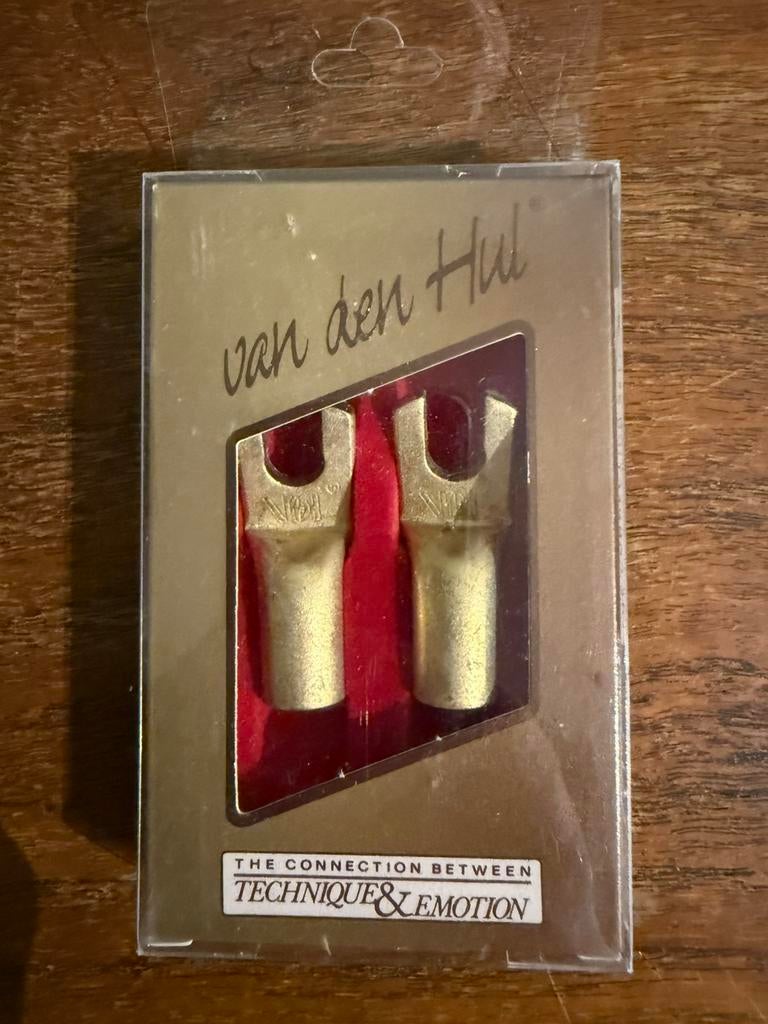 van den Hul®
THE CONNECTION BETWEEN
TECHNIQUE & EMOTION